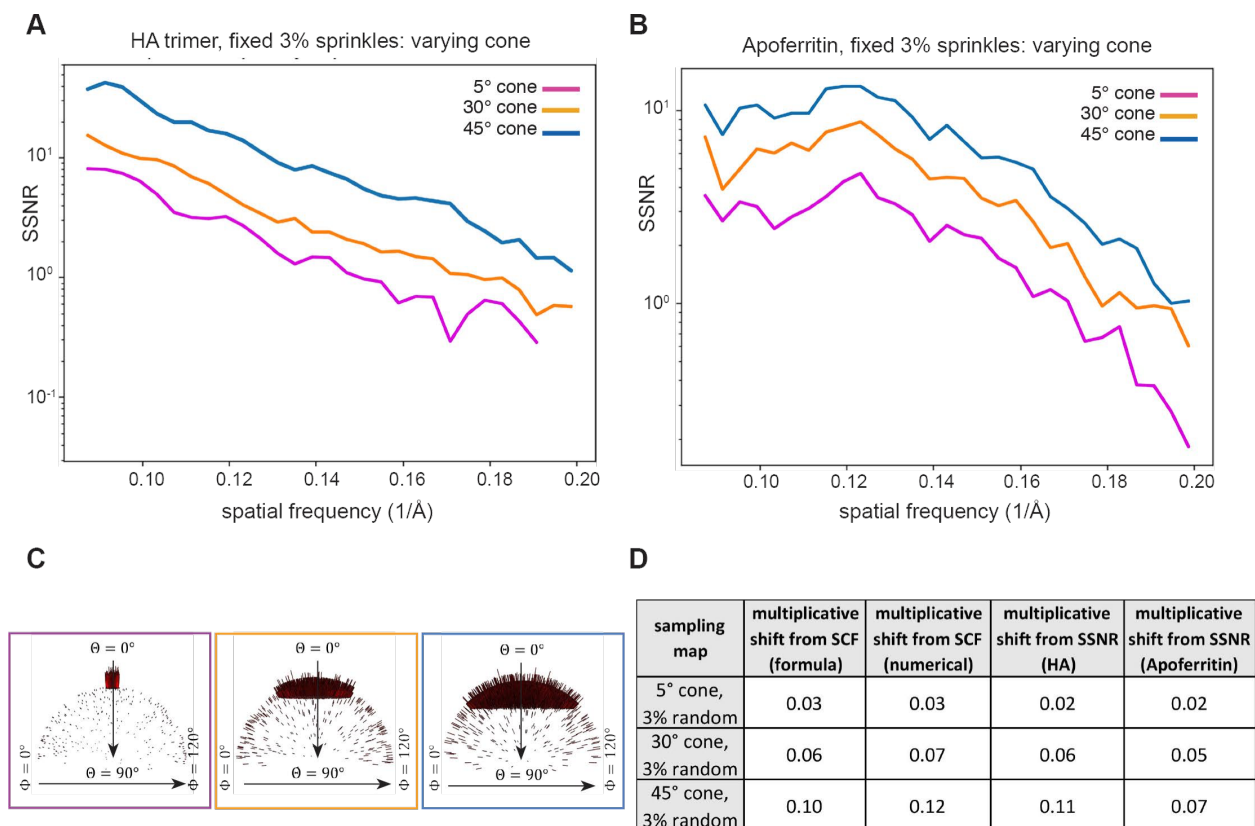 A
HA trimer, fixed 3% sprinkles: varying cone
5° cone
30° cone
45° cone
10¹
10⁰
10⁻¹
SSNR
0.10 0.12 0.14 0.16 0.18 0.20
spatial frequency (1/Å)
B
Apoferritin, fixed 3% sprinkles: varying cone
5° cone
30° cone
45° cone
10¹
10⁰
SSNR
0.10 0.12 0.14 0.16 0.18 0.20
spatial frequency (1/Å)
C
Θ = 0°
Φ = 0°
Θ = 90°
Φ = 120°
Θ = 0°
Φ = 0°
Θ = 90°
Φ = 120°
Θ = 0°
Φ = 0°
Θ = 90°
Φ = 120°
D
sampling
map
multiplicative
shift from SCF
(formula)
multiplicative
shift from SCF
(numerical)
multiplicative
shift from SSNR
(HA)
multiplicative
shift from SSNR
(Apoferritin)
5° cone,
3% random
0.03 0.03 0.02 0.02
30° cone,
3% random
0.06 0.07 0.06 0.05
45° cone,
3% random
0.10 0.12 0.11 0.07